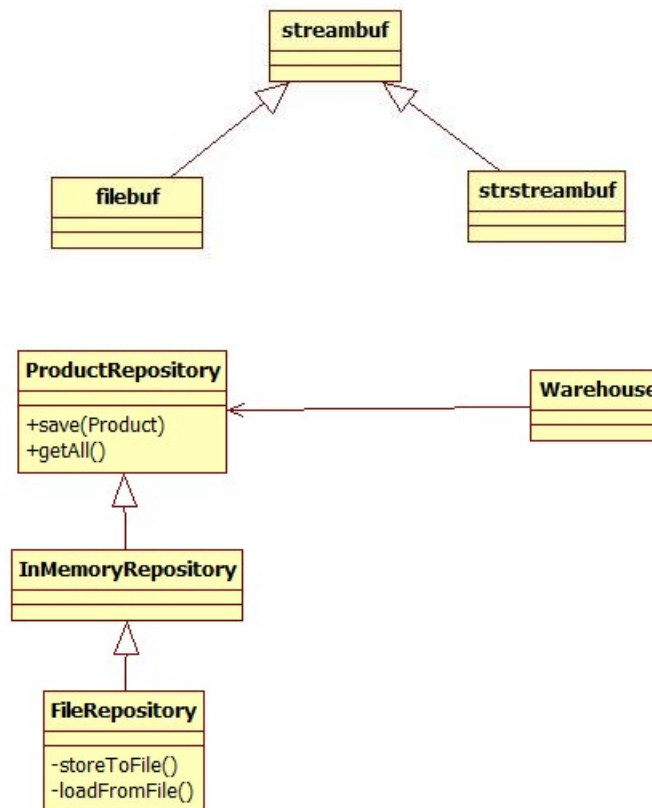 streambuf
filebuf
strstreambuf
ProductRepository
+save(Product)
+getAll()
Warehouse
InMemoryRepository
FileRepository
-storeToFile()
-loadFromFile()